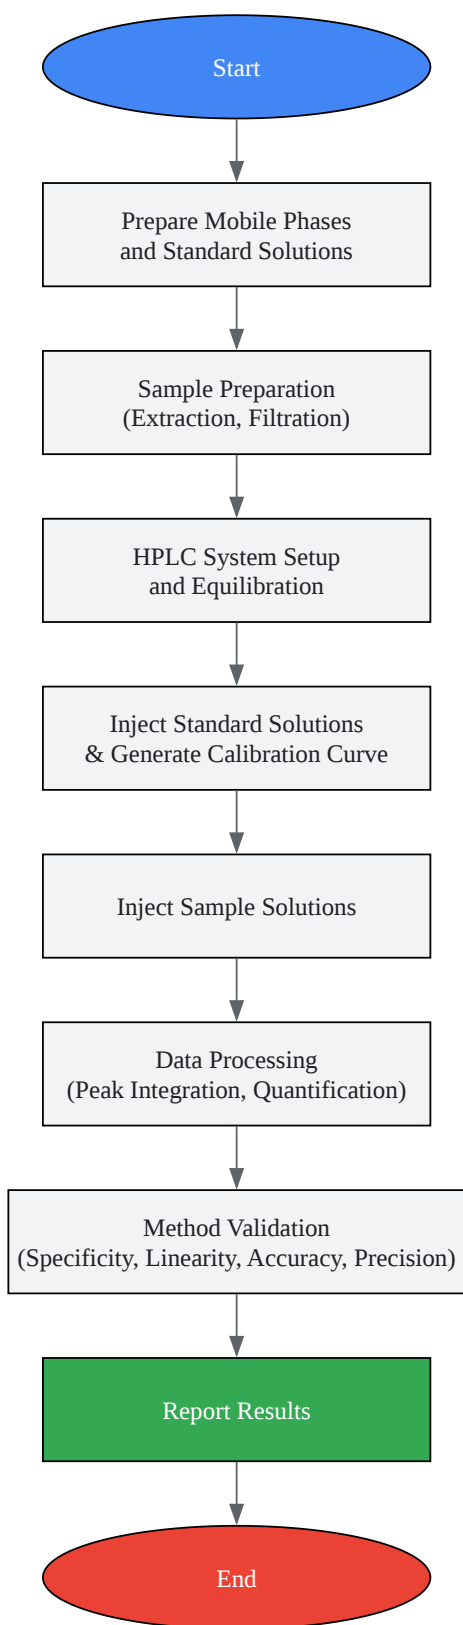 Start
Prepare Mobile Phases
and Standard Solutions
Sample Preparation
(Extraction, Filtration)
HPLC System Setup
and Equilibration
Inject Standard Solutions
& Generate Calibration Curve
Inject Sample Solutions
Data Processing
(Peak Integration, Quantification)
Method Validation
(Specificity, Linearity, Accuracy, Precision)
Report Results
End